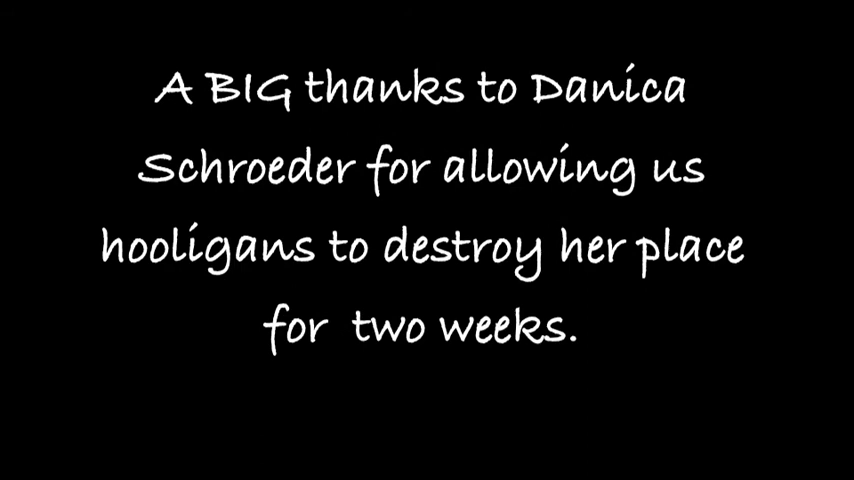 A BIG thanks to Danica
Schroeder for allowing us
hooligans to destroy her place
for two weeks.